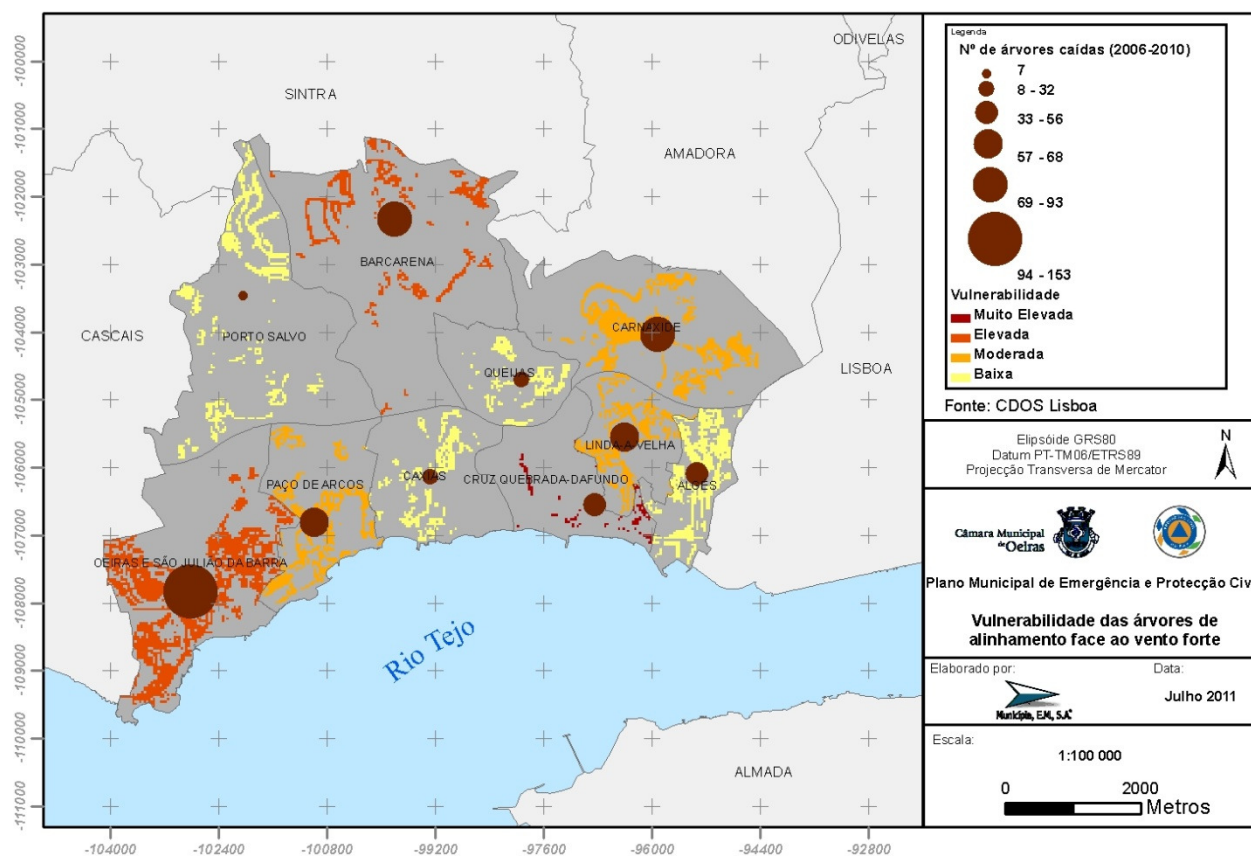 ODIVELAS
SINTRA
AMADORA
BARCARENA
CASCAIS
PORTO SALVO
CARNAXIDE
LISBOA
QUEIJAS
LINDA-A-VELHA
PAÇO DE ARCOS
CAXIAS
CRUZ QUEBRADA-DAFUNDO
ALGÉS
OEIRAS E SÃO JULIÃO DA BARRA
Rio Tejo
ALMADA
-100000
-101000
-102000
-103000
-104000
-105000
-106000
-107000
-108000
-109000
-110000
-111000
-104000
-102400
-100800
-99200
-97600
-96000
-94400
-92800
Legenda
Nº de árvores caídas (2006-2010)
7
8 - 32
33 - 56
57 - 68
69 - 93
94 - 153
Vulnerabilidade
Muito Elevada
Elevada
Moderada
Baixa
Fonte: CDOS Lisboa
Elipsóide GRS80
Datum PT-TM06/ETRS89
Projecção Transversa de Mercator
N
Câmara Municipal
de Oeiras
Plano Municipal de Emergência e Protecção Civ
Vulnerabilidade das árvores de
alinhamento face ao vento forte
Elaborado por:
Data:
Município, E.M., S.A.
Julho 2011
Escala:
1:100 000
0 2000
Metros